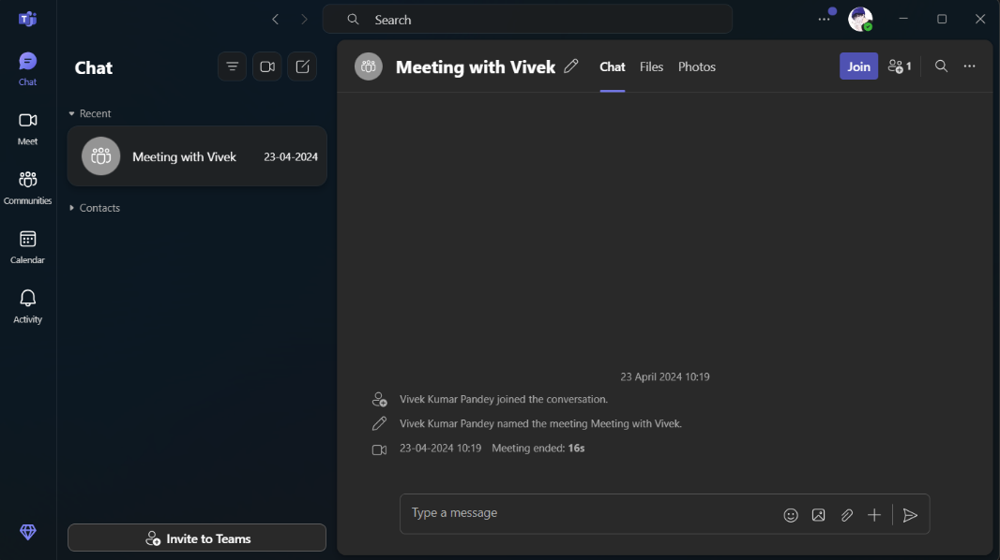 Search
Chat
Meet
Communities
Calendar
Activity
Chat
Recent
Meeting with Vivek 23-04-2024
Contacts
Invite to Teams
Meeting with Vivek Chat Files Photos Join 1
23 April 2024 10:19
Vivek Kumar Pandey joined the conversation.
Vivek Kumar Pandey named the meeting Meeting with Vivek.
23-04-2024 10:19 Meeting ended: 16s
Type a message